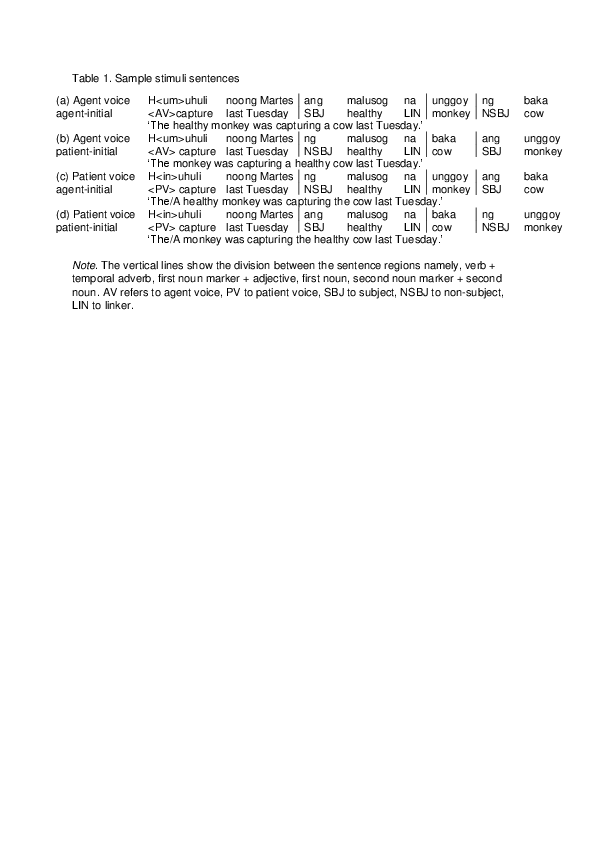 Table 1. Sample stimuli sentences
(a) Agent voice H<um>uhuli noong Martes ang malusog na unggoy ng baka
agent-initial <AV>capture last Tuesday SBJ healthy LIN monkey NSBJ cow
‘The healthy monkey was capturing a cow last Tuesday.’
(b) Agent voice H<um>uhuli noong Martes ng malusog na baka ang unggoy
patient-initial <AV> capture last Tuesday NSBJ healthy LIN cow SBJ monkey
‘The monkey was capturing a healthy cow last Tuesday.’
(c) Patient voice H<in>uhuli noong Martes ng malusog na unggoy ang baka
agent-initial <PV> capture last Tuesday NSBJ healthy LIN monkey SBJ cow
‘The/A healthy monkey was capturing the cow last Tuesday.’
(d) Patient voice H<in>uhuli noong Martes ang malusog na baka ng unggoy
patient-initial <PV> capture last Tuesday SBJ healthy LIN cow NSBJ monkey
‘The/A monkey was capturing the healthy cow last Tuesday.’
Note. The vertical lines show the division between the sentence regions namely, verb +
temporal adverb, first noun marker + adjective, first noun, second noun marker + second
noun. AV refers to agent voice, PV to patient voice, SBJ to subject, NSBJ to non-subject,
LIN to linker.